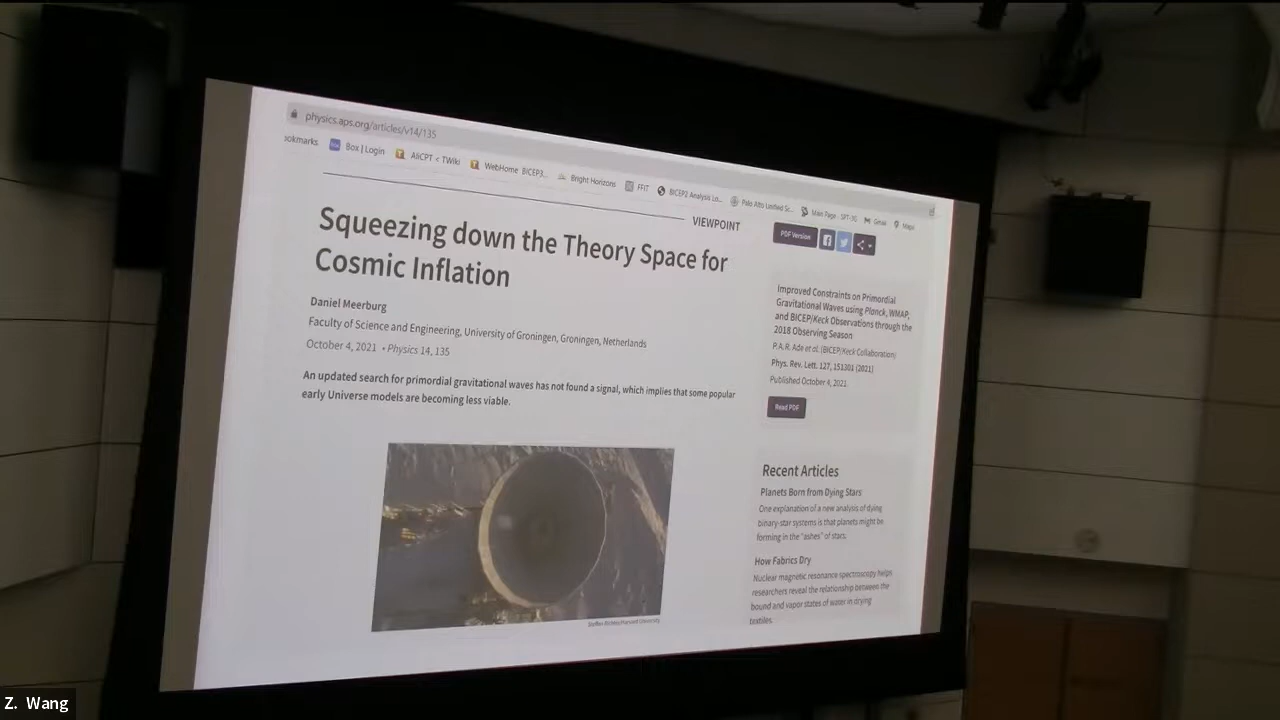 physics.aps.org/articles/v14/135
ookmarks
Box | Login
AliCPT < TWiki
WebHome BICEP3...
Bright Horizons
FFIT
BICEP2 Analysis Lo...
Palo Alto Unified Sc...
Main Page - SPT-3G
Gmail
Maps
VIEWPOINT
Squeezing down the Theory Space for
Cosmic Inflation
Daniel Meerburg
Faculty of Science and Engineering, University of Groningen, Groningen, Netherlands
October 4, 2021 • Physics 14, 135
An updated search for primordial gravitational waves has not found a signal, which implies that some popular
early Universe models are becoming less viable.
Steffen Richter/Harvard University
PDF Version
Improved Constraints on Primordial
Gravitational Waves using Planck, WMAP,
and BICEP/Keck Observations through the
2018 Observing Season
P.A.R. Ade et al. (BICEP/Keck Collaboration)
Phys. Rev. Lett. 127, 151301 (2021)
Published October 4, 2021
Read PDF
Recent Articles
Planets Born from Dying Stars
One explanation of a new analysis of dying
binary-star systems is that planets might be
forming in the "ashes" of stars.
How Fabrics Dry
Nuclear magnetic resonance spectroscopy helps
researchers reveal the relationship between the
bound and vapor states of water in drying
textiles.
Z. Wang